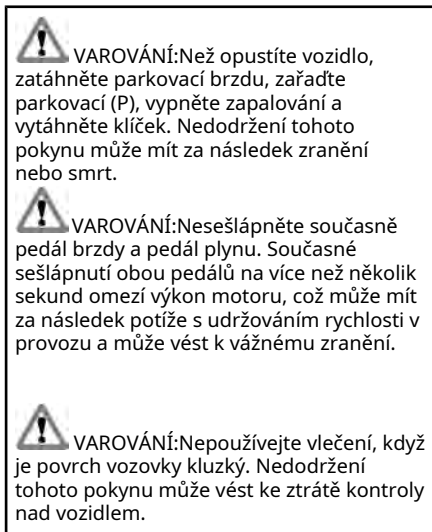 VAROVÁNÍ:Než opustíte vozidlo,
zatáhněte parkovací brzdu, zařaďte
parkovací (P), vypněte zapalování a
vytáhněte klíček. Nedodržení tohoto
pokynu může mít za následek zranění
nebo smrt.
VAROVÁNÍ:Nesešlápněte současně
pedál brzdy a pedál plynu. Současné
sešlápnutí obou pedálů na více než několik
sekund omezí výkon motoru, což může mít
za následek potíže s udržováním rychlosti v
provozu a může vést k vážnému zranění.
VAROVÁNÍ:Nepoužívejte vlečení, když
je povrch vozovky kluzký. Nedodržení
tohoto pokynu může vést ke ztrátě kontroly
nad vozidlem.